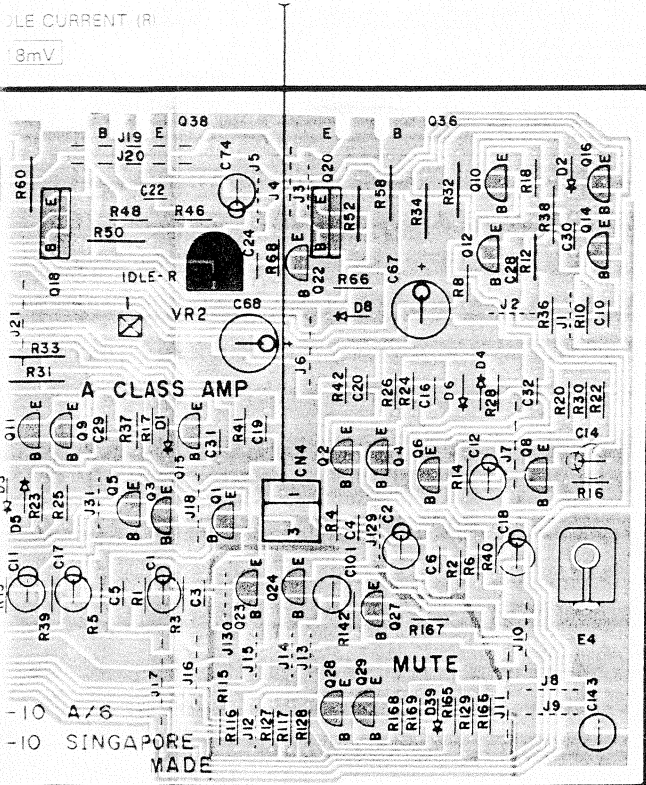 DLE CURRENT (R)
18mV
Q38
Q36
B
J19
E
J20
C74
J5
J4
E
Q20
J3
B
R60
C22
R48
R46
R50
R52
R58
R34
R32
Q10
E
B
R18
D2
Q16
E
B
R38
Q14
E
B
Q12
E
B
C28
R12
C30
E
B
Q18
IDLE-R
C24
R68
E
B
Q22
R66
C67
+
R8
J2
R36
J1
R10
C10
J21
VR2
C68
+
D8
J6
R33
R31
A CLASS AMP
R42
C20
R26
R24
C16
D6
D4
R28
C32
R20
R30
R22
Q11
E
B
Q9
E
B
C29
R37
R17
D1
Q15
E
B
C31
R41
C19
CN4
1
3
Q2
E
B
Q4
E
B
Q6
E
B
R14
C12
J7
Q8
E
B
C14
R16
D3
D5
R23
R25
J31
Q5
E
B
Q3
E
B
J18
Q1
E
B
R4
C4
J129
C2
C6
R2
R6
R40
C18
C11
R39
C17
R5
C5
R1
C1
R3
C3
J130
Q23
E
B
Q24
E
B
C101
R142
Q27
E
B
R167
J10
E4
J17
J16
R115
J15
J14
J13
MUTE
Q28
E
B
Q29
E
B
R116
J12
R127
R117
R128
R168
R169
D39
R165
R129
R166
J11
J8
J9
C143
-10 A/6
-10 SINGAPORE
MADE